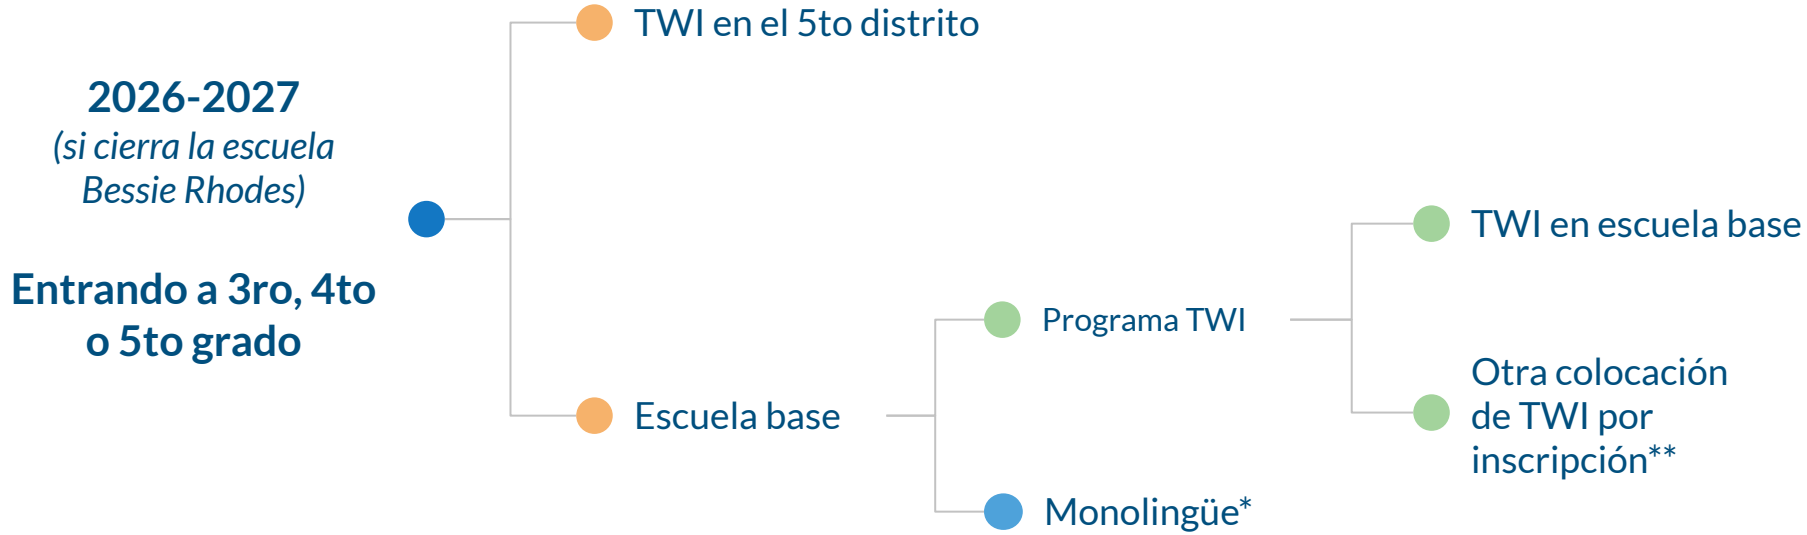 2026-2027
(si cierra la escuela
Bessie Rhodes)
Entrando a 3ro, 4to
o 5to grado
TWI en el 5to distrito
Escuela base
Programa TWI
Monolingüe*
TWI en escuela base
Otra colocación
de TWI por
inscripción**